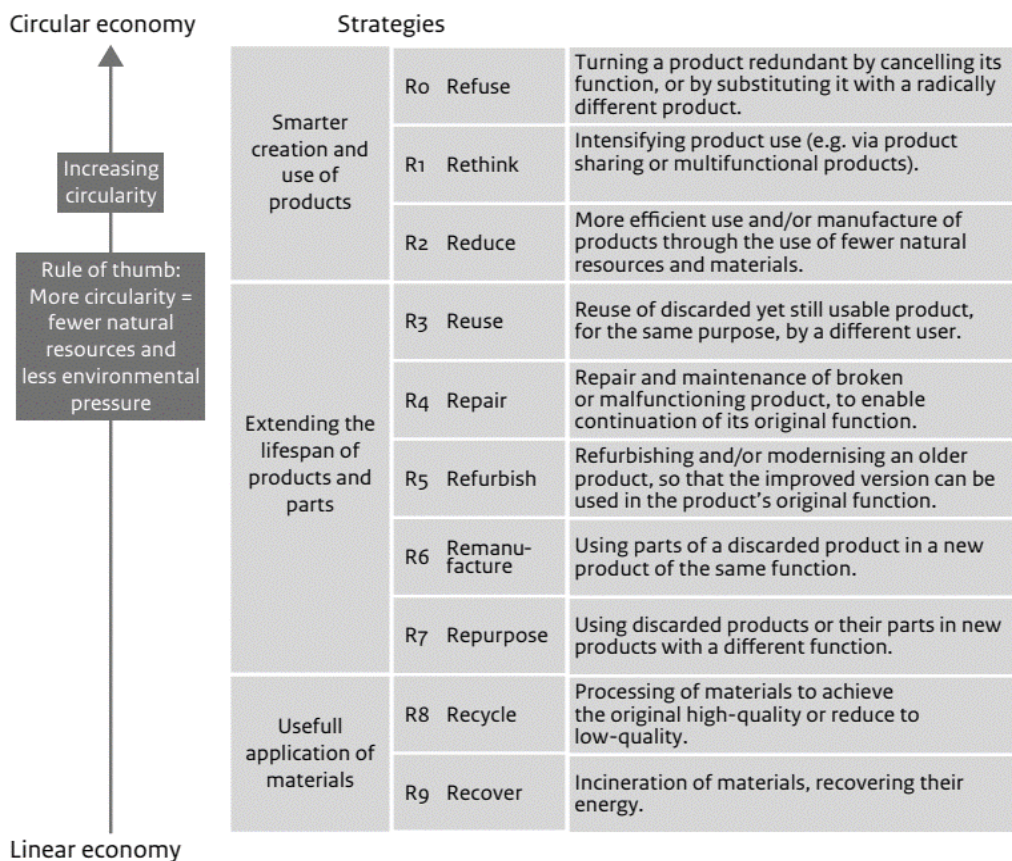 Circular economy
Strategies
Increasing
circularity
Rule of thumb:
More circularity =
fewer natural
resources and
less environmental
pressure
Linear economy
Smarter
creation and
use of
products
R0 Refuse
Turning a product redundant by cancelling its
function, or by substituting it with a radically
different product.
R1 Rethink
Intensifying product use (e.g. via product
sharing or multifunctional products).
R2 Reduce
More efficient use and/or manufacture of
products through the use of fewer natural
resources and materials.
Extending the
lifespan of
products and
parts
R3 Reuse
Reuse of discarded yet still usable product,
for the same purpose, by a different user.
R4 Repair
Repair and maintenance of broken
or malfunctioning product, to enable
continuation of its original function.
R5 Refurbish
Refurbishing and/or modernising an older
product, so that the improved version can be
used in the product's original function.
R6 Remanu-
facture
Using parts of a discarded product in a new
product of the same function.
R7 Repurpose
Using discarded products or their parts in new
products with a different function.
Usefull
application of
materials
R8 Recycle
Processing of materials to achieve
the original high-quality or reduce to
low-quality.
R9 Recover
Incineration of materials, recovering their
energy.